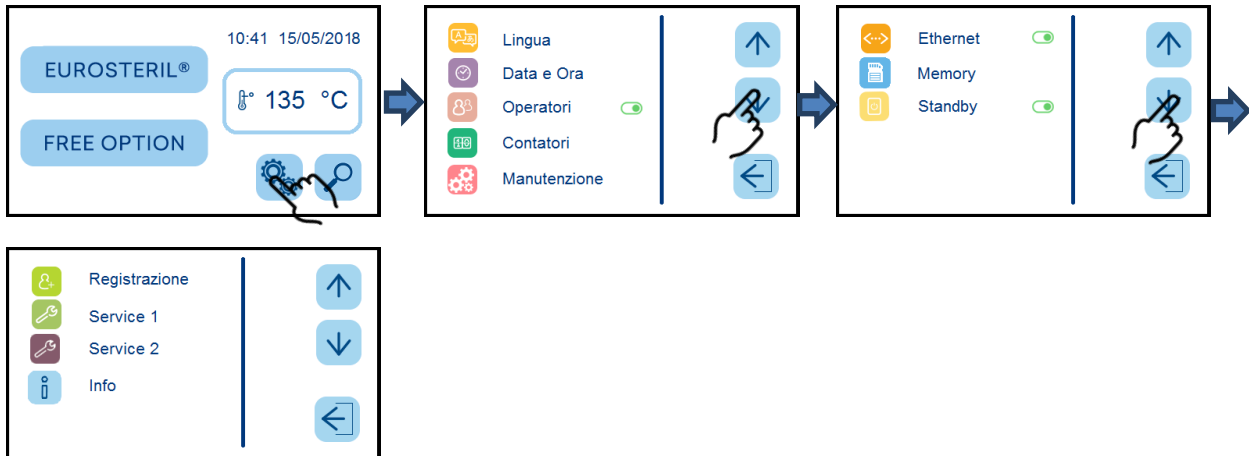 10:41 15/05/2018
EUROSTERIL®
135 °C
FREE OPTION
Lingua
Data e Ora
Operatori
Contatori
Manutenzione
Ethernet
Memory
Standby
Registrazione
Service 1
Service 2
Info